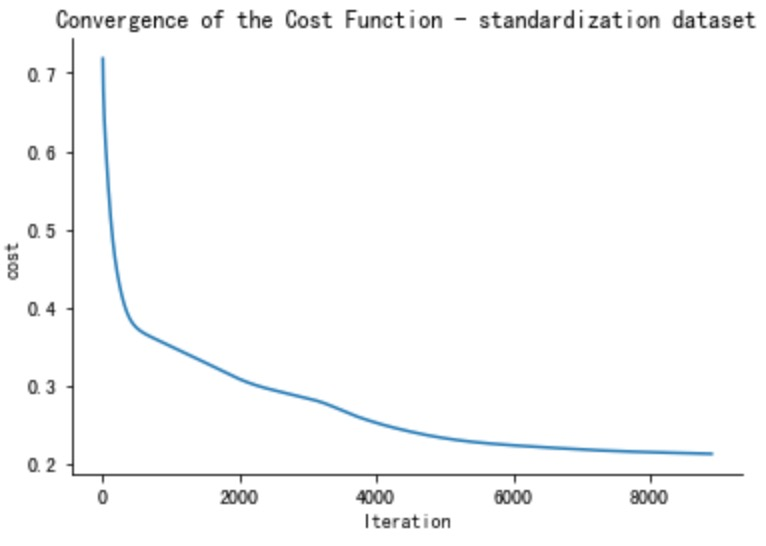 Convergence of the Cost Function - standardization dataset
0.7
0.6
0.5
0.4
0.3
0.2
cost
0 2000 4000 6000 8000
Iteration